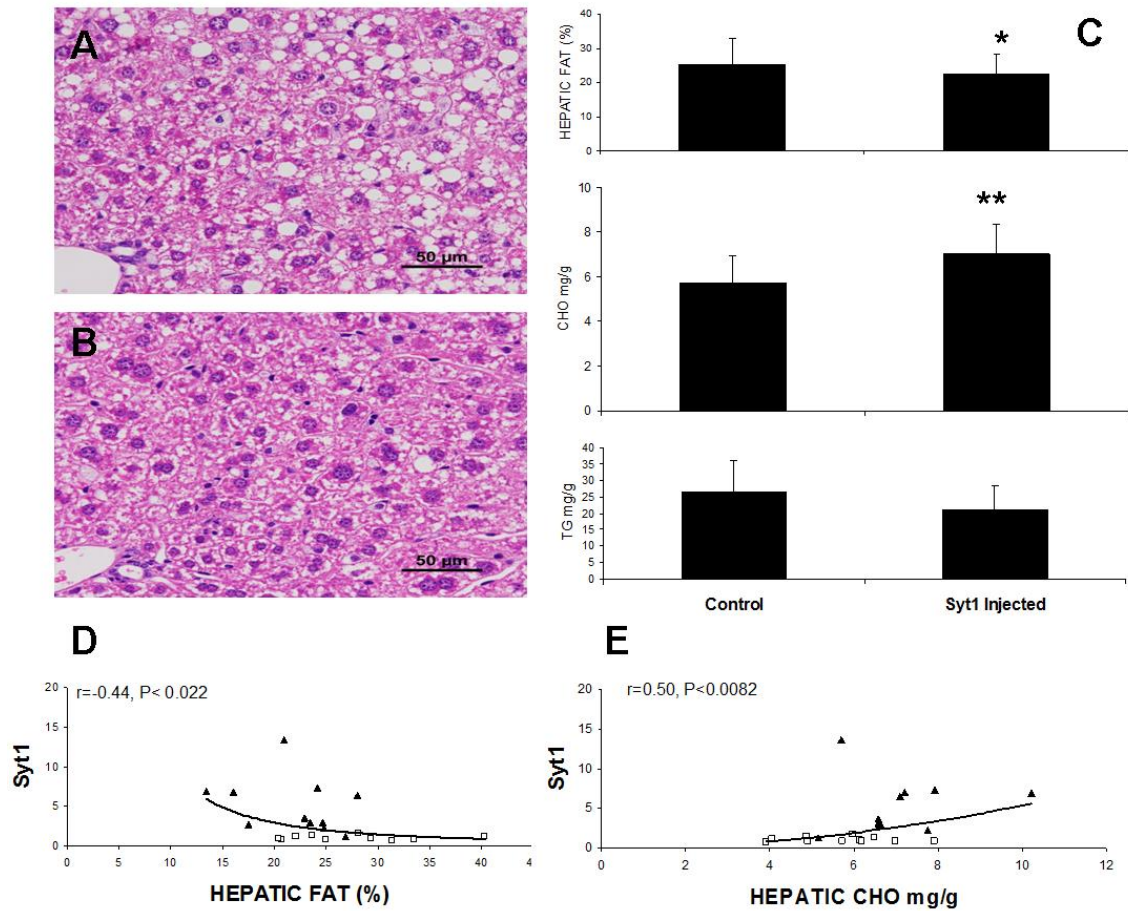 A
50 µm
B
50 µm
C
HEPATIC FAT (%)
40
30
20
10
0
*
CHO mg/g
10
8
6
4
2
0
**
TG mg/g
40
35
30
25
20
15
10
5
0
Control Syt1 Injected
D
r=-0.44, P< 0.022
Syt1
20
15
10
5
0
0 5 10 15 20 25 30 35 40 4
HEPATIC FAT (%)
E
r=0.50, P<0.0082
Syt1
20
15
10
5
0
0 2 4 6 8 10 12
HEPATIC CHO mg/g